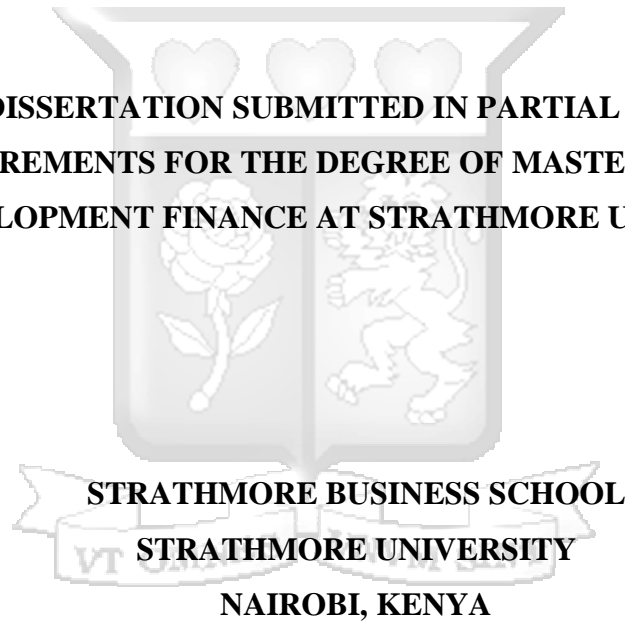 DISSERTATION SUBMITTED IN PARTIAL
REMENTS FOR THE DEGREE OF MASTE
LOPMENT FINANCE AT STRATHMORE U
STRATHMORE BUSINESS SCHOOL
STRATHMORE UNIVERSITY
VT
NAIROBI, KENYA